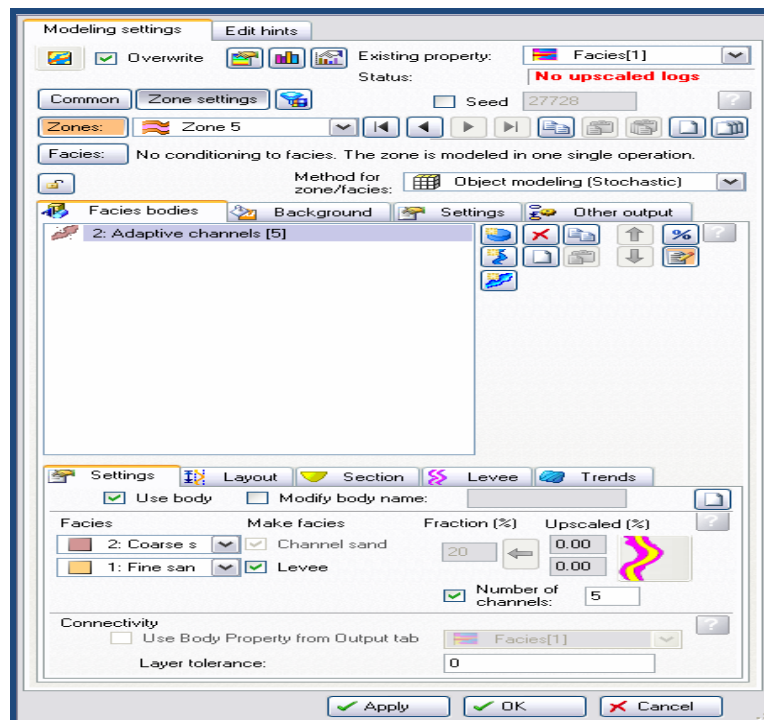 Modeling settings Edit hints
Overwrite Existing property: Facies[1]
Status: No upscaled logs
Common Zone settings Seed 27728 ?
Zones: Zone 5
Facies: No conditioning to facies. The zone is modeled in one single operation.
Method for zone/facies: Object modeling (Stochastic)
Facies bodies Background Settings Other output
2: Adaptive channels [5] % ?
Settings Layout Section Levee Trends
Use body Modify body name:
Facies Make facies Fraction (%) Upscaled (%) ?
2: Coarse s Channel sand 20 0.00
1: Fine san Levee 0.00
Number of channels: 5
Connectivity ?
Use Body Property from Output tab Facies[1]
Layer tolerance: 0
Apply OK Cancel